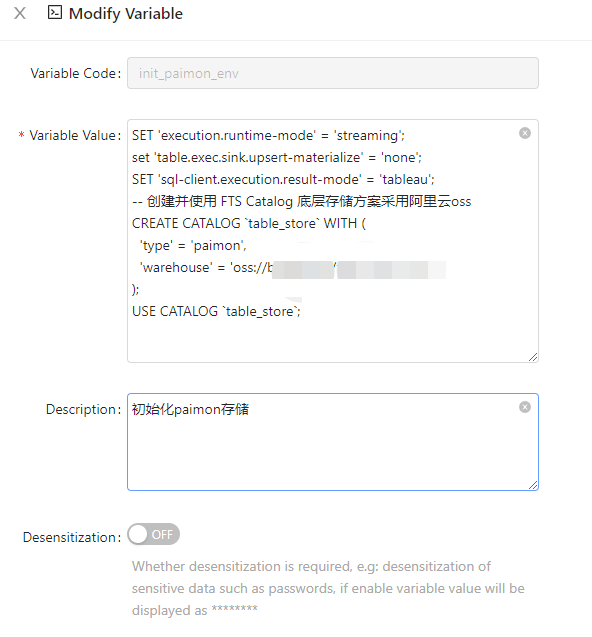 Modify Variable
Variable Code:
init_paimon_env
* Variable Value:
SET 'execution.runtime-mode' = 'streaming';
set 'table.exec.sink.upsert-materialize' = 'none';
SET 'sql-client.execution.result-mode' = 'tableau';
-- 创建并使用 FTS Catalog 底层存储方案采用阿里云oss
CREATE CATALOG `table_store` WITH (
'type' = 'paimon',
'warehouse' = 'oss://b
);
USE CATALOG `table_store`;
Description:
初始化paimon存储
Desensitization:
OFF
Whether desensitization is required, e.g: desensitization of
sensitive data such as passwords, if enable variable value will be
displayed as ********